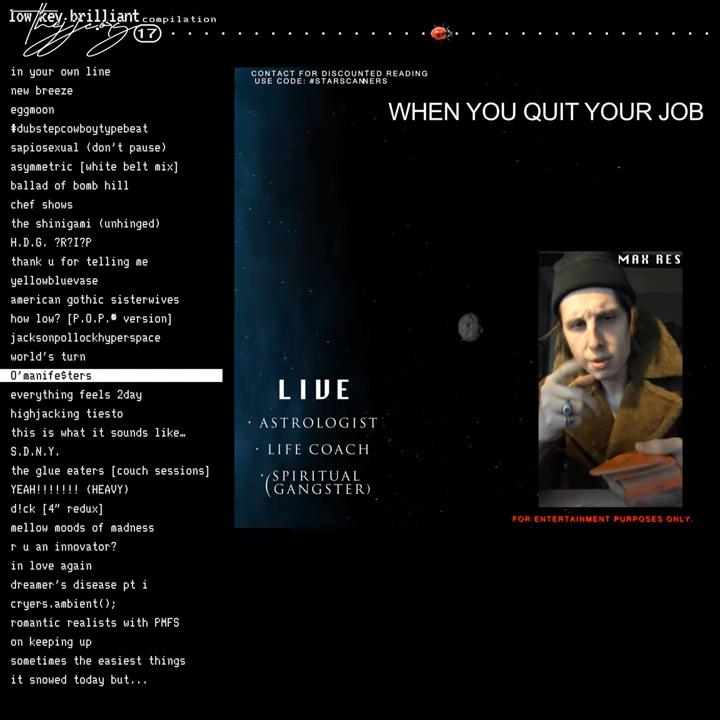 low key brilliant compilation
17
in your own line
new breeze
eggmoon
#dubstepcowboytypebeat
sapiosexual (don't pause)
asymmetric [white belt mix]
ballad of bomb hill
chef shows
the shinigami (unhinged)
H.D.G. ?R?I?P
thank u for telling me
yellowbluevase
american gothic sisterwives
how low? [P.O.P.® version]
jacksonpollockhyperspace
world's turn
O'manife$ters
everything feels 2day
highjacking tiesto
this is what it sounds like…
S.D.N.Y.
the glue eaters [couch sessions]
YEAH!!!!!!! (HEAVY)
d!ck [4” redux]
mellow moods of madness
r u an innovator?
in love again
dreamer's disease pt i
cryers.ambient();
romantic realists with PMFS
on keeping up
sometimes the easiest things
it snowed today but...
CONTACT FOR DISCOUNTED READING
USE CODE: #STARSCANNERS
WHEN YOU QUIT YOUR JOB
MAX RES
LIVE
· ASTROLOGIST
· LIFE COACH
· SPIRITUAL
(GANGSTER)
FOR ENTERTAINMENT PURPOSES ONLY.